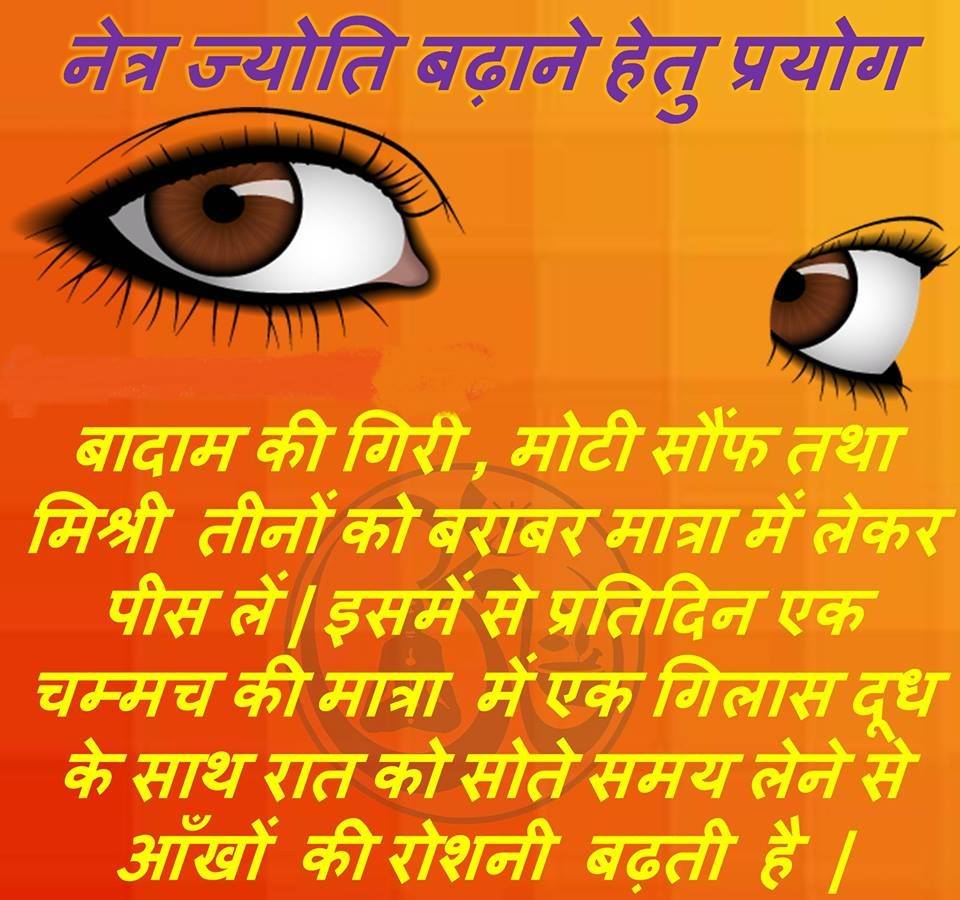 नेत्र ज्योति बढ़ाने हेतु प्रयोग
बादाम की गिरी , मोटी सौंफ तथा
मिश्री तीनों को बराबर मात्रा में लेकर
पीस लें | इसमें से प्रतिदिन एक
चम्मच की मात्रा में एक गिलास दूध
के साथ रात को सोते समय लेने से
आँखों की रोशनी बढ़ती है |